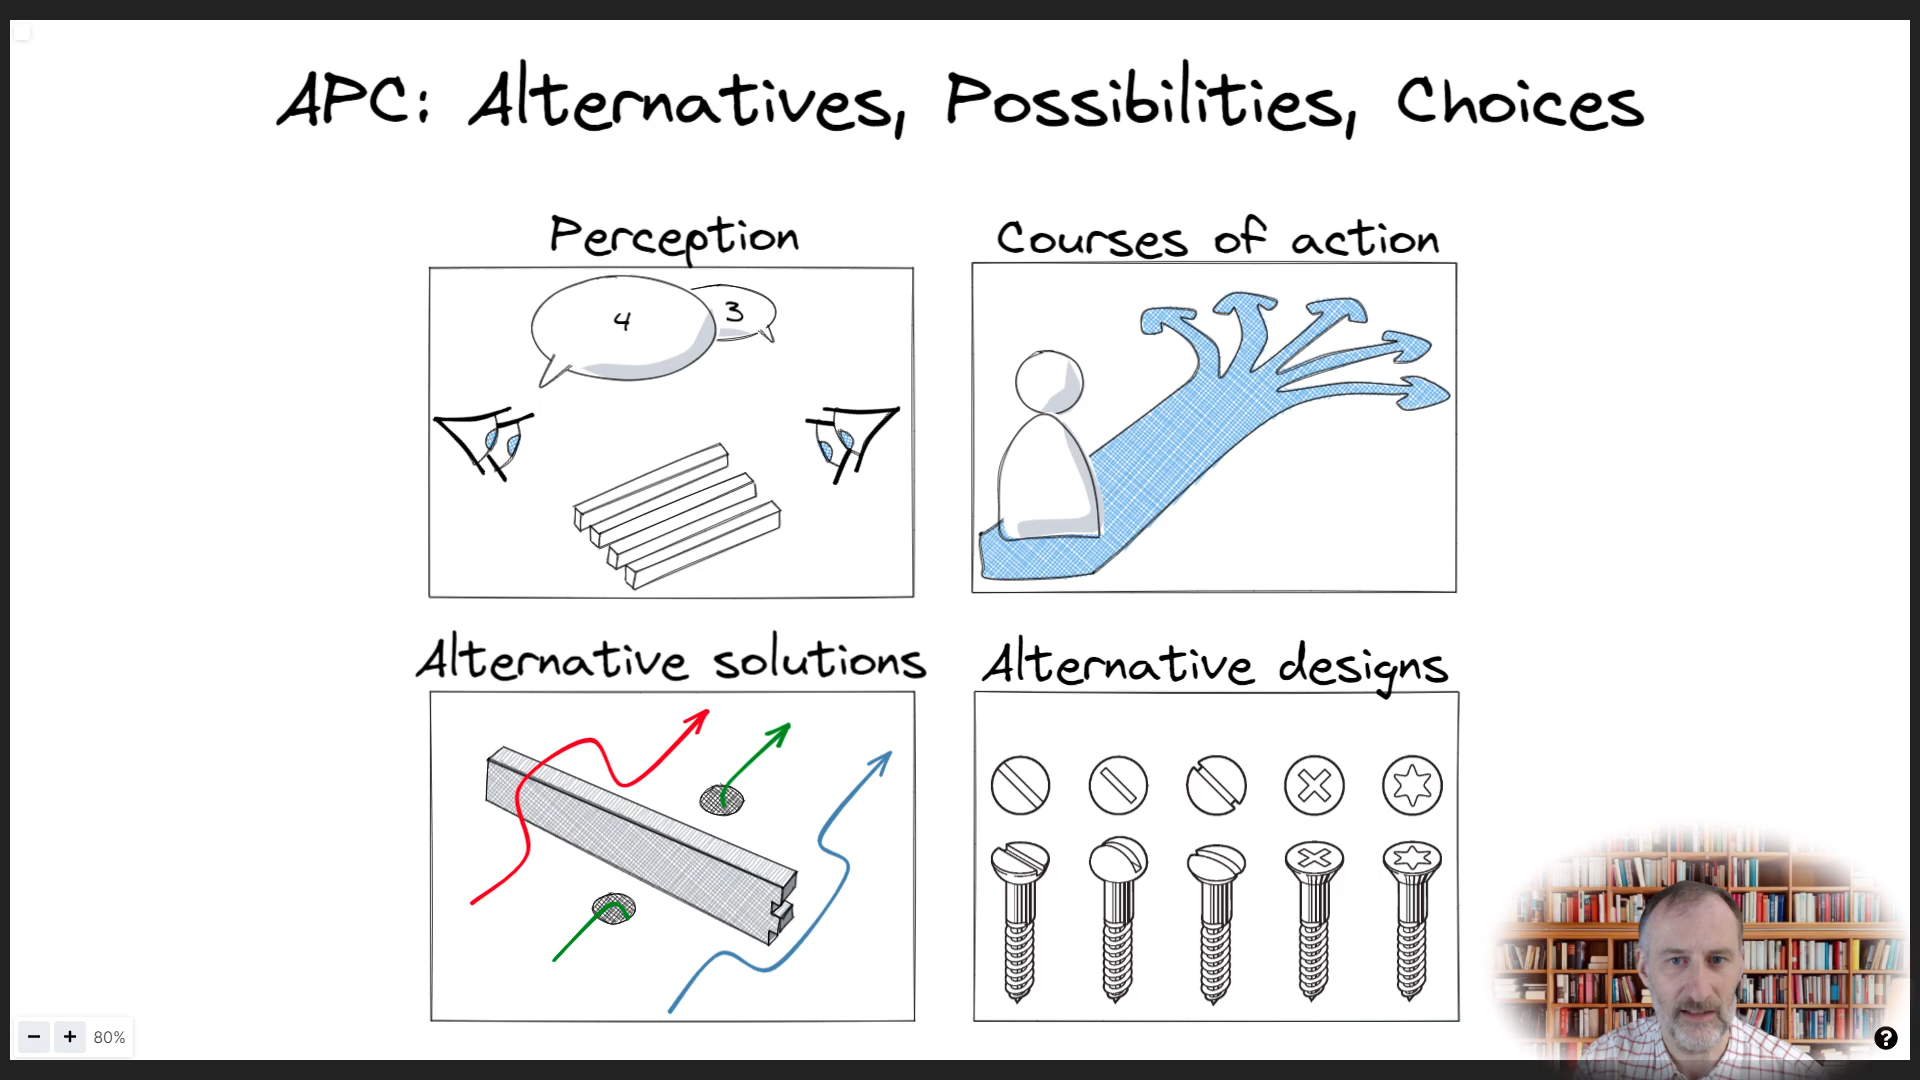 APC: Alternatives, Possibilities, Choices
Perception
Courses of action
4
3
Alternative solutions
Alternative designs
80%
?